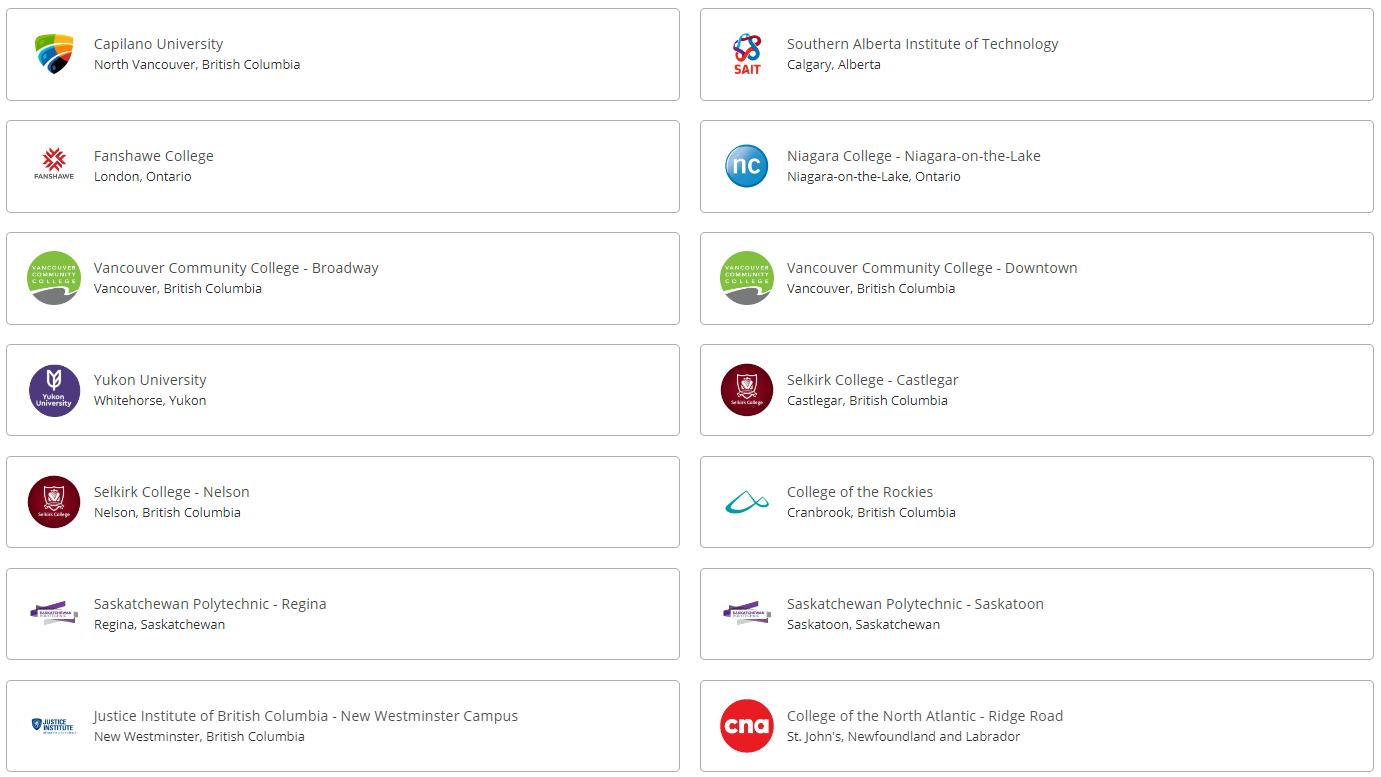 Capilano University
North Vancouver, British Columbia
SAIT
Southern Alberta Institute of Technology
Calgary, Alberta
FANSHAWE
Fanshawe College
London, Ontario
nc
Niagara College - Niagara-on-the-Lake
Niagara-on-the-Lake, Ontario
VANCOUVER
COMMUNITY
COLLEGE
Vancouver Community College - Broadway
Vancouver, British Columbia
VANCOUVER
COMMUNITY
COLLEGE
Vancouver Community College - Downtown
Vancouver, British Columbia
Yukon
University
Yukon University
Whitehorse, Yukon
Selkirk College
Selkirk College - Castlegar
Castlegar, British Columbia
Selkirk College
Selkirk College - Nelson
Nelson, British Columbia
College of the Rockies
Cranbrook, British Columbia
SASKATCHEWAN
Saskatchewan Polytechnic - Regina
Regina, Saskatchewan
SASKATCHEWAN
Saskatchewan Polytechnic - Saskatoon
Saskatoon, Saskatchewan
JUSTICE
INSTITUTE
Justice Institute of British Columbia - New Westminster Campus
New Westminster, British Columbia
cna
College of the North Atlantic - Ridge Road
St. John's, Newfoundland and Labrador